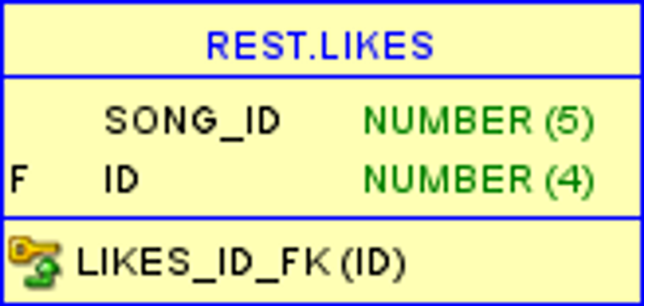 REST.LIKES
SONG_ID NUMBER (5)
F ID NUMBER (4)
LIKES_ID_FK (ID)